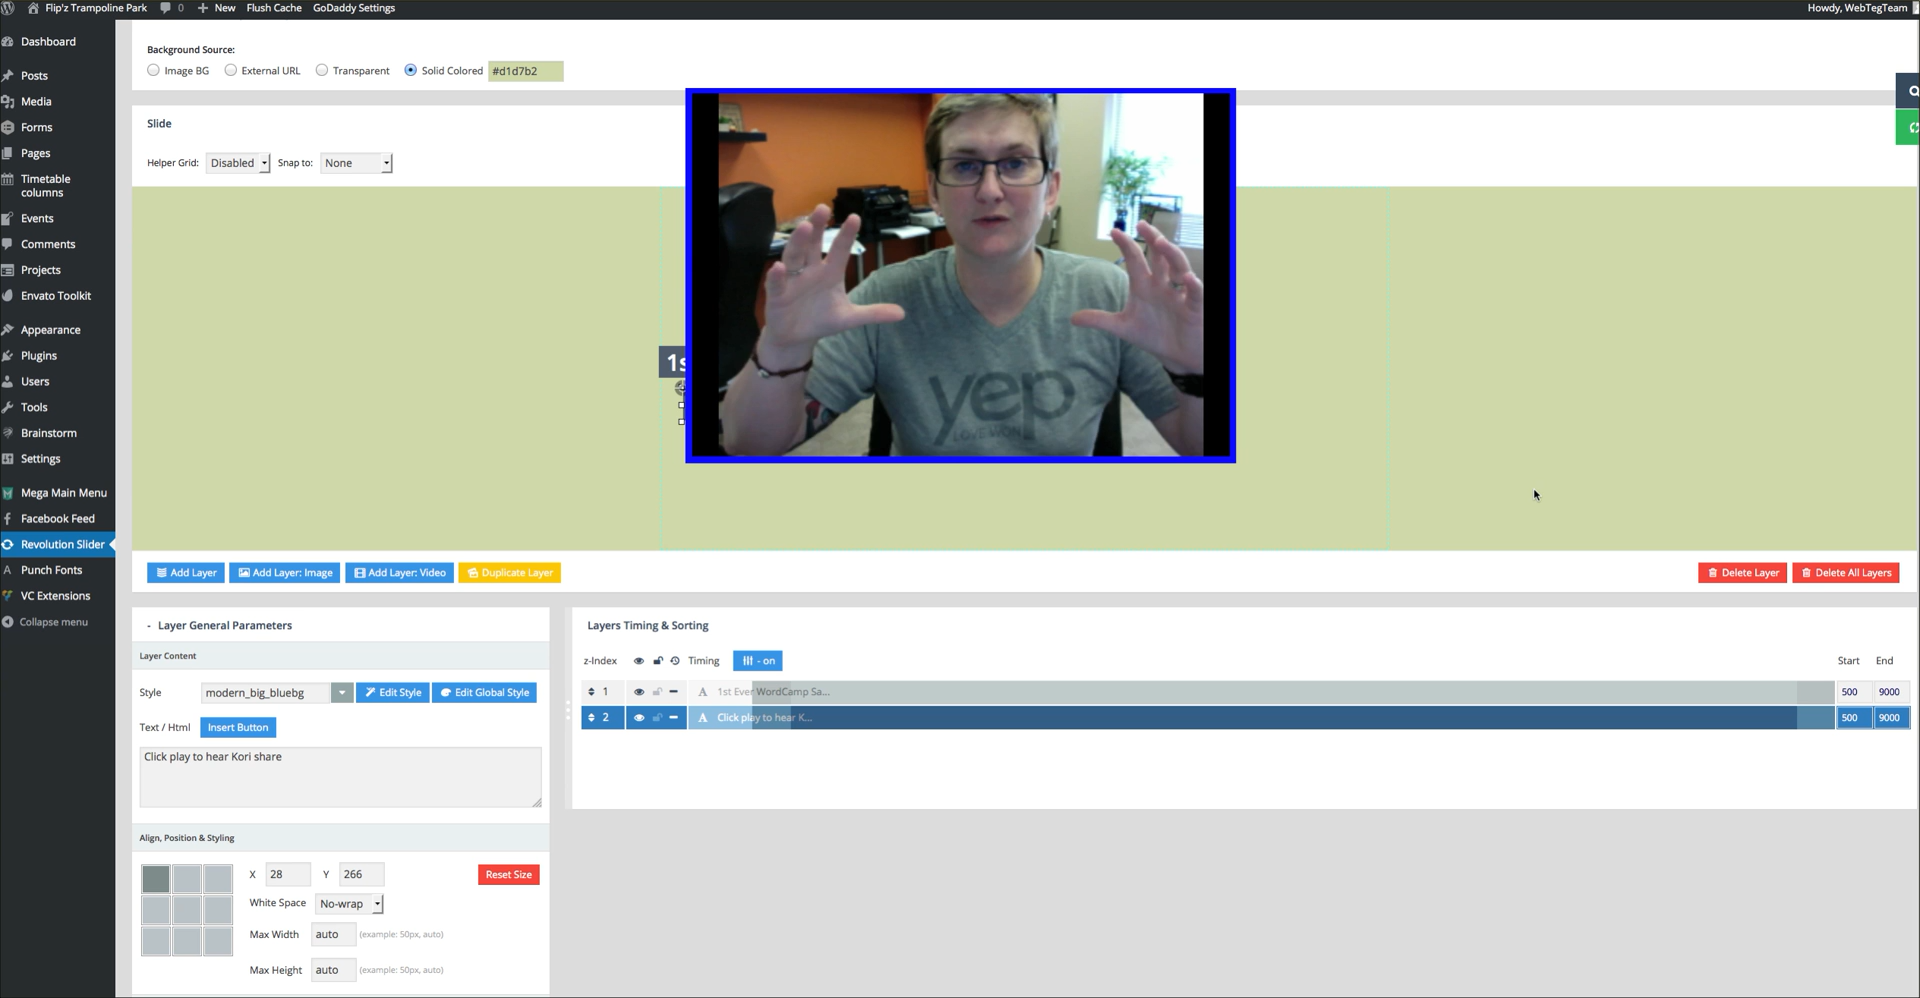 Flip'z Trampoline Park 0 New Flush Cache GoDaddy Settings Howdy, WebTegTeam
Dashboard
Posts
Media
Forms
Pages
Timetable
columns
Events
Comments
Projects
Envato Toolkit
Appearance
Plugins
Users
Tools
Brainstorm
Settings
Mega Main Menu
Facebook Feed
Revolution Slider
Punch Fonts
VC Extensions
Collapse menu
Background Source:
Image BG External URL Transparent Solid Colored #d1d7b2
Slide
Helper Grid: Disabled Snap to: None
1s
yep
LOVE WON
Add Layer Add Layer: Image Add Layer: Video Duplicate Layer Delete Layer Delete All Layers
- Layer General Parameters
Layer Content
Style modern_big_bluebg Edit Style Edit Global Style
Text / Html Insert Button
Click play to hear Kori share
Align, Position & Styling
X 28 Y 266 Reset Size
White Space No-wrap
Max Width auto (example: 50px, auto)
Max Height auto (example: 50px, auto)
Layers Timing & Sorting
z-Index Timing - on Start End
1 A 1st Ever WordCamp Sa... 500 9000
2 A Click play to hear K... 500 9000